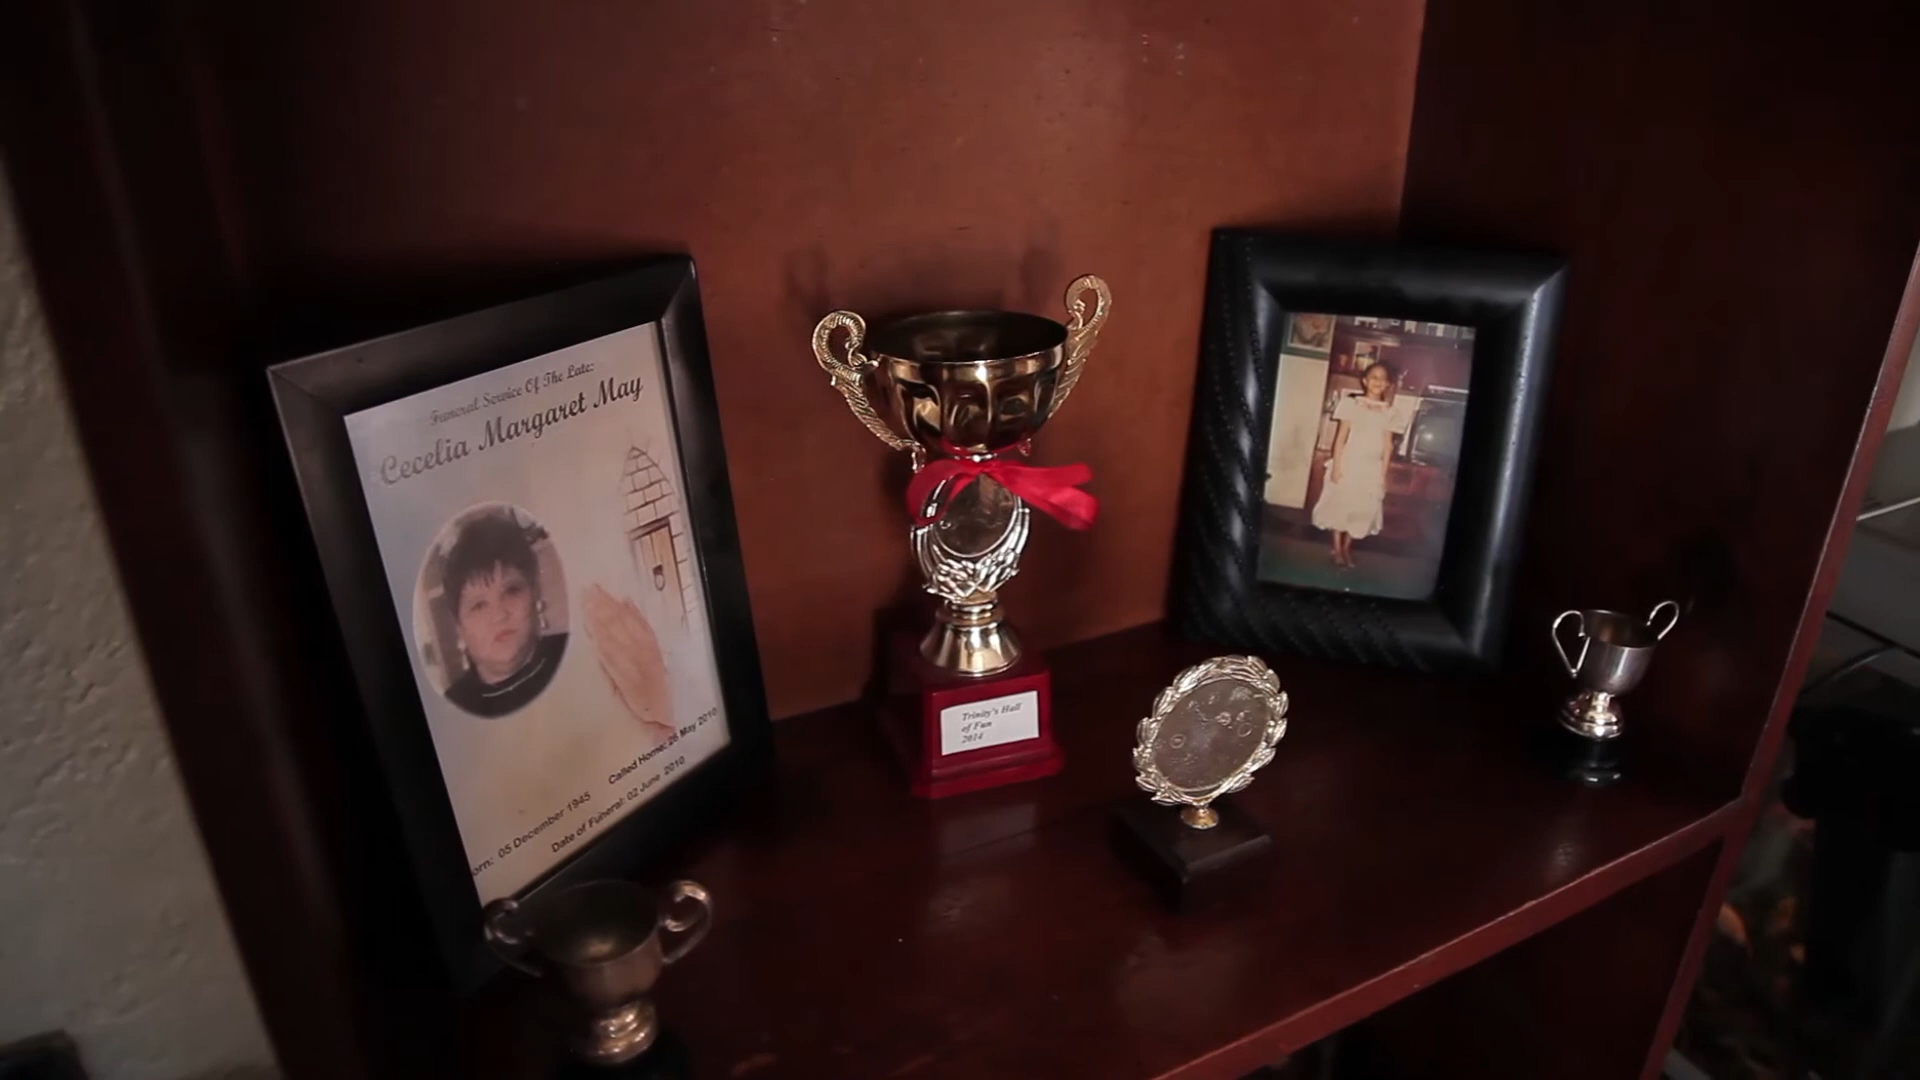 Funeral Service Of The Late:
Cecelia Margaret May
orn: 05 December 1945 Called Home: 26 May 2010
Date of Funeral: 02 June 2010
Trinity's Hall
of Fun
2014